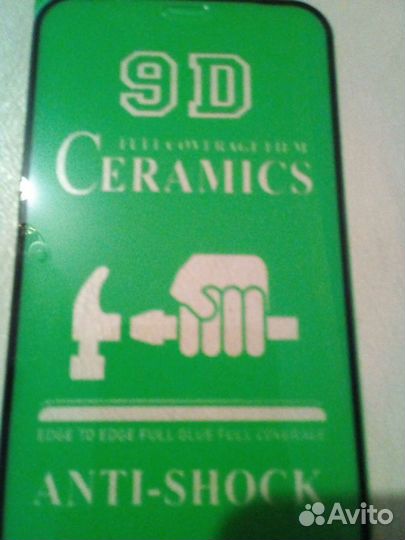 9D
FULL COVERAGE FILM
CERAMICS
EDGE TO EDGE FULL GLUE FULL COVERAGE
ANTI-SHOCK
Avito